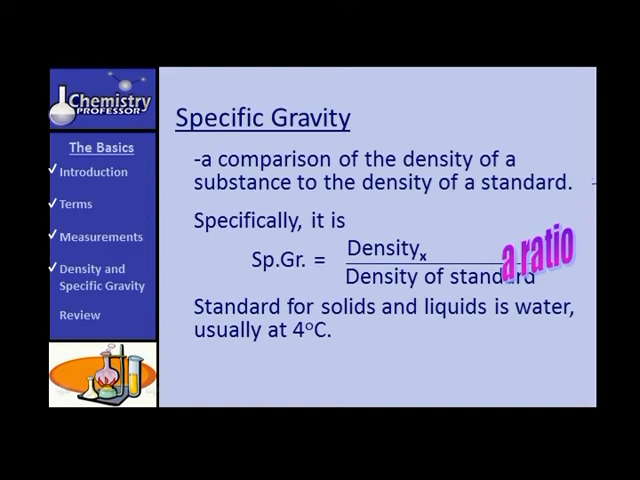 Chemistry
PROFESSOR
The Basics
✓Introduction
✓Terms
✓Measurements
✓Density and
Specific Gravity
Review
Specific Gravity
-a comparison of the density of a
substance to the density of a standard.
Specifically, it is
Sp.Gr. = Densityₓ
Density of standard
a ratio
Standard for solids and liquids is water,
usually at 4ºC.